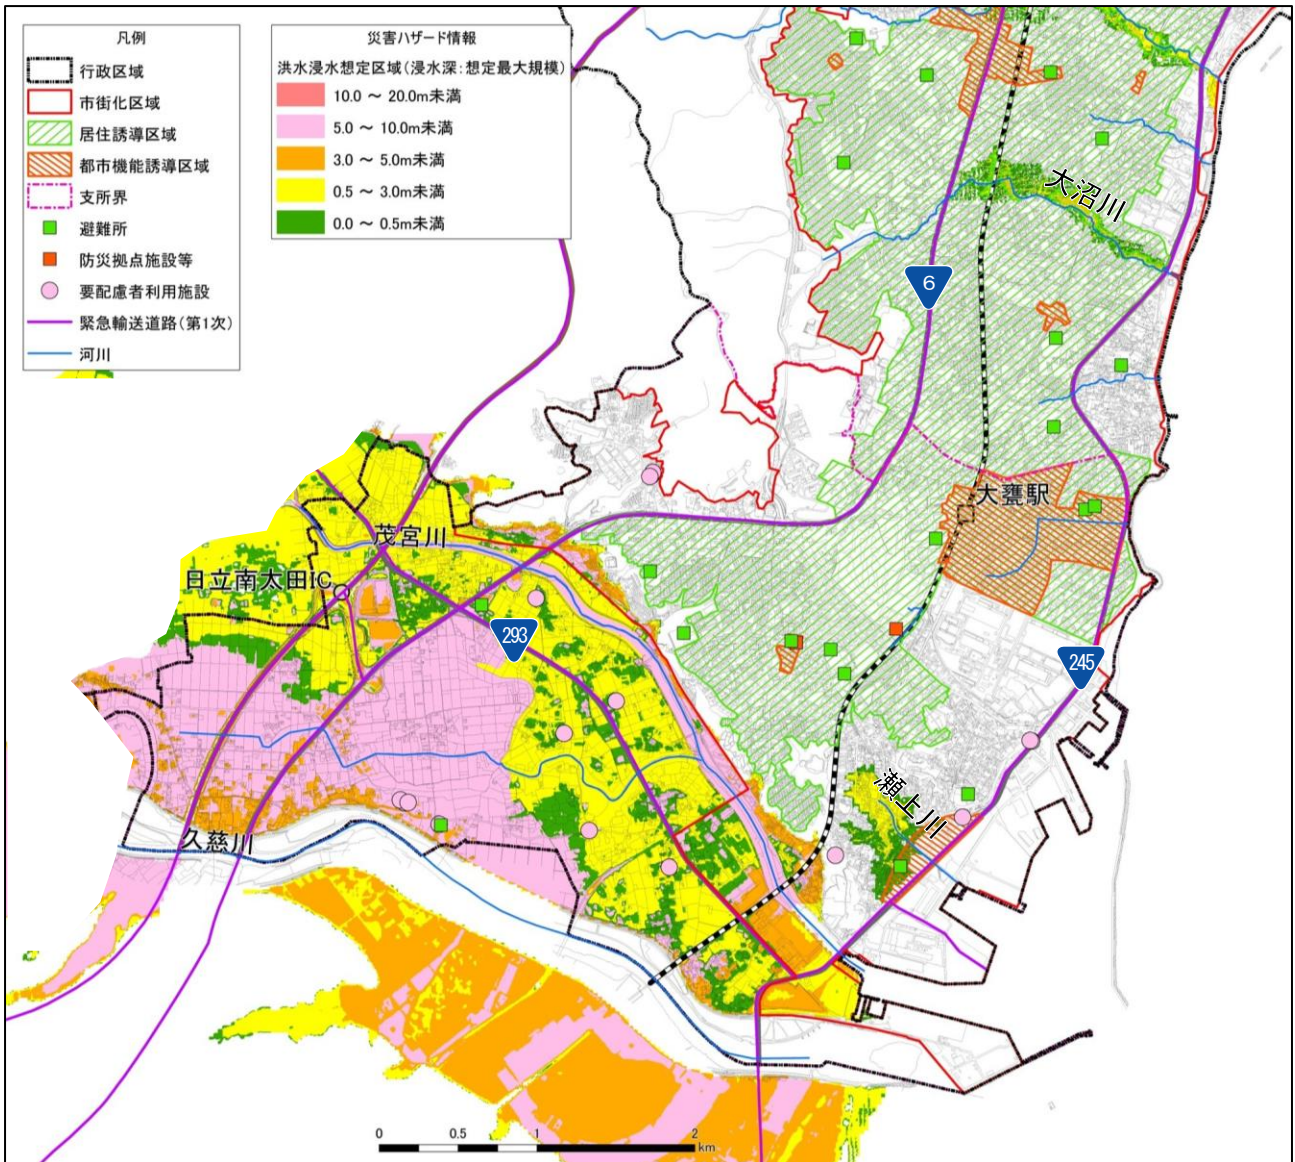 凡例
行政区域
市街化区域
居住誘導区域
都市機能誘導区域
支所界
避難所
防災拠点施設等
要配慮者利用施設
緊急輸送道路(第1次)
河川
災害ハザード情報
洪水浸水想定区域(浸水深:想定最大規模)
10.0 ～ 20.0m未満
5.0 ～ 10.0m未満
3.0 ～ 5.0m未満
0.5 ～ 3.0m未満
0.0 ～ 0.5m未満
大沼川
6
大甕駅
茂宮川
日立南太田IC
293
245
瀬上川
久慈川
0 0.5 1 2
km